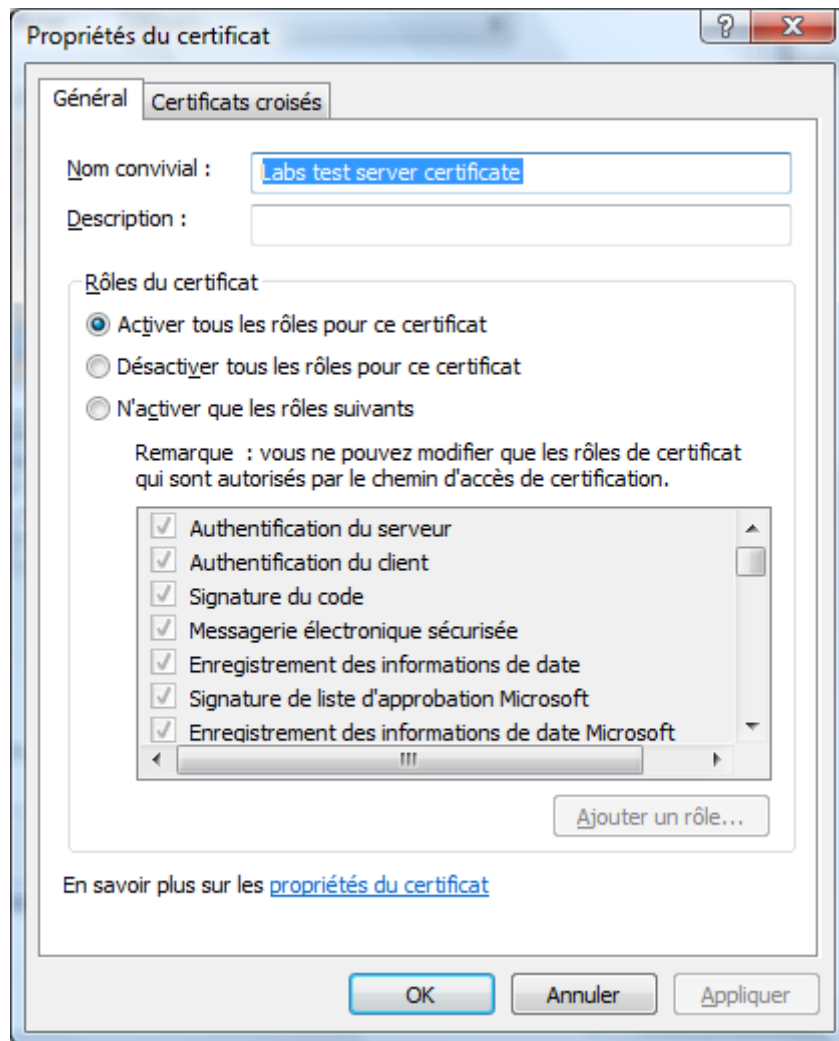 Propriétés du certificat
Général
Certificats croisés
Nom convivial :
Labs test server certificate
Description :
Rôles du certificat
Activer tous les rôles pour ce certificat
Désactiver tous les rôles pour ce certificat
N'activer que les rôles suivants
Remarque : vous ne pouvez modifier que les rôles de certificat
qui sont autorisés par le chemin d'accès de certification.
Authentification du serveur
Authentification du client
Signature du code
Messagerie électronique sécurisée
Enregistrement des informations de date
Signature de liste d'approbation Microsoft
Enregistrement des informations de date Microsoft
Ajouter un rôle...
En savoir plus sur les propriétés du certificat
OK
Annuler
Appliquer